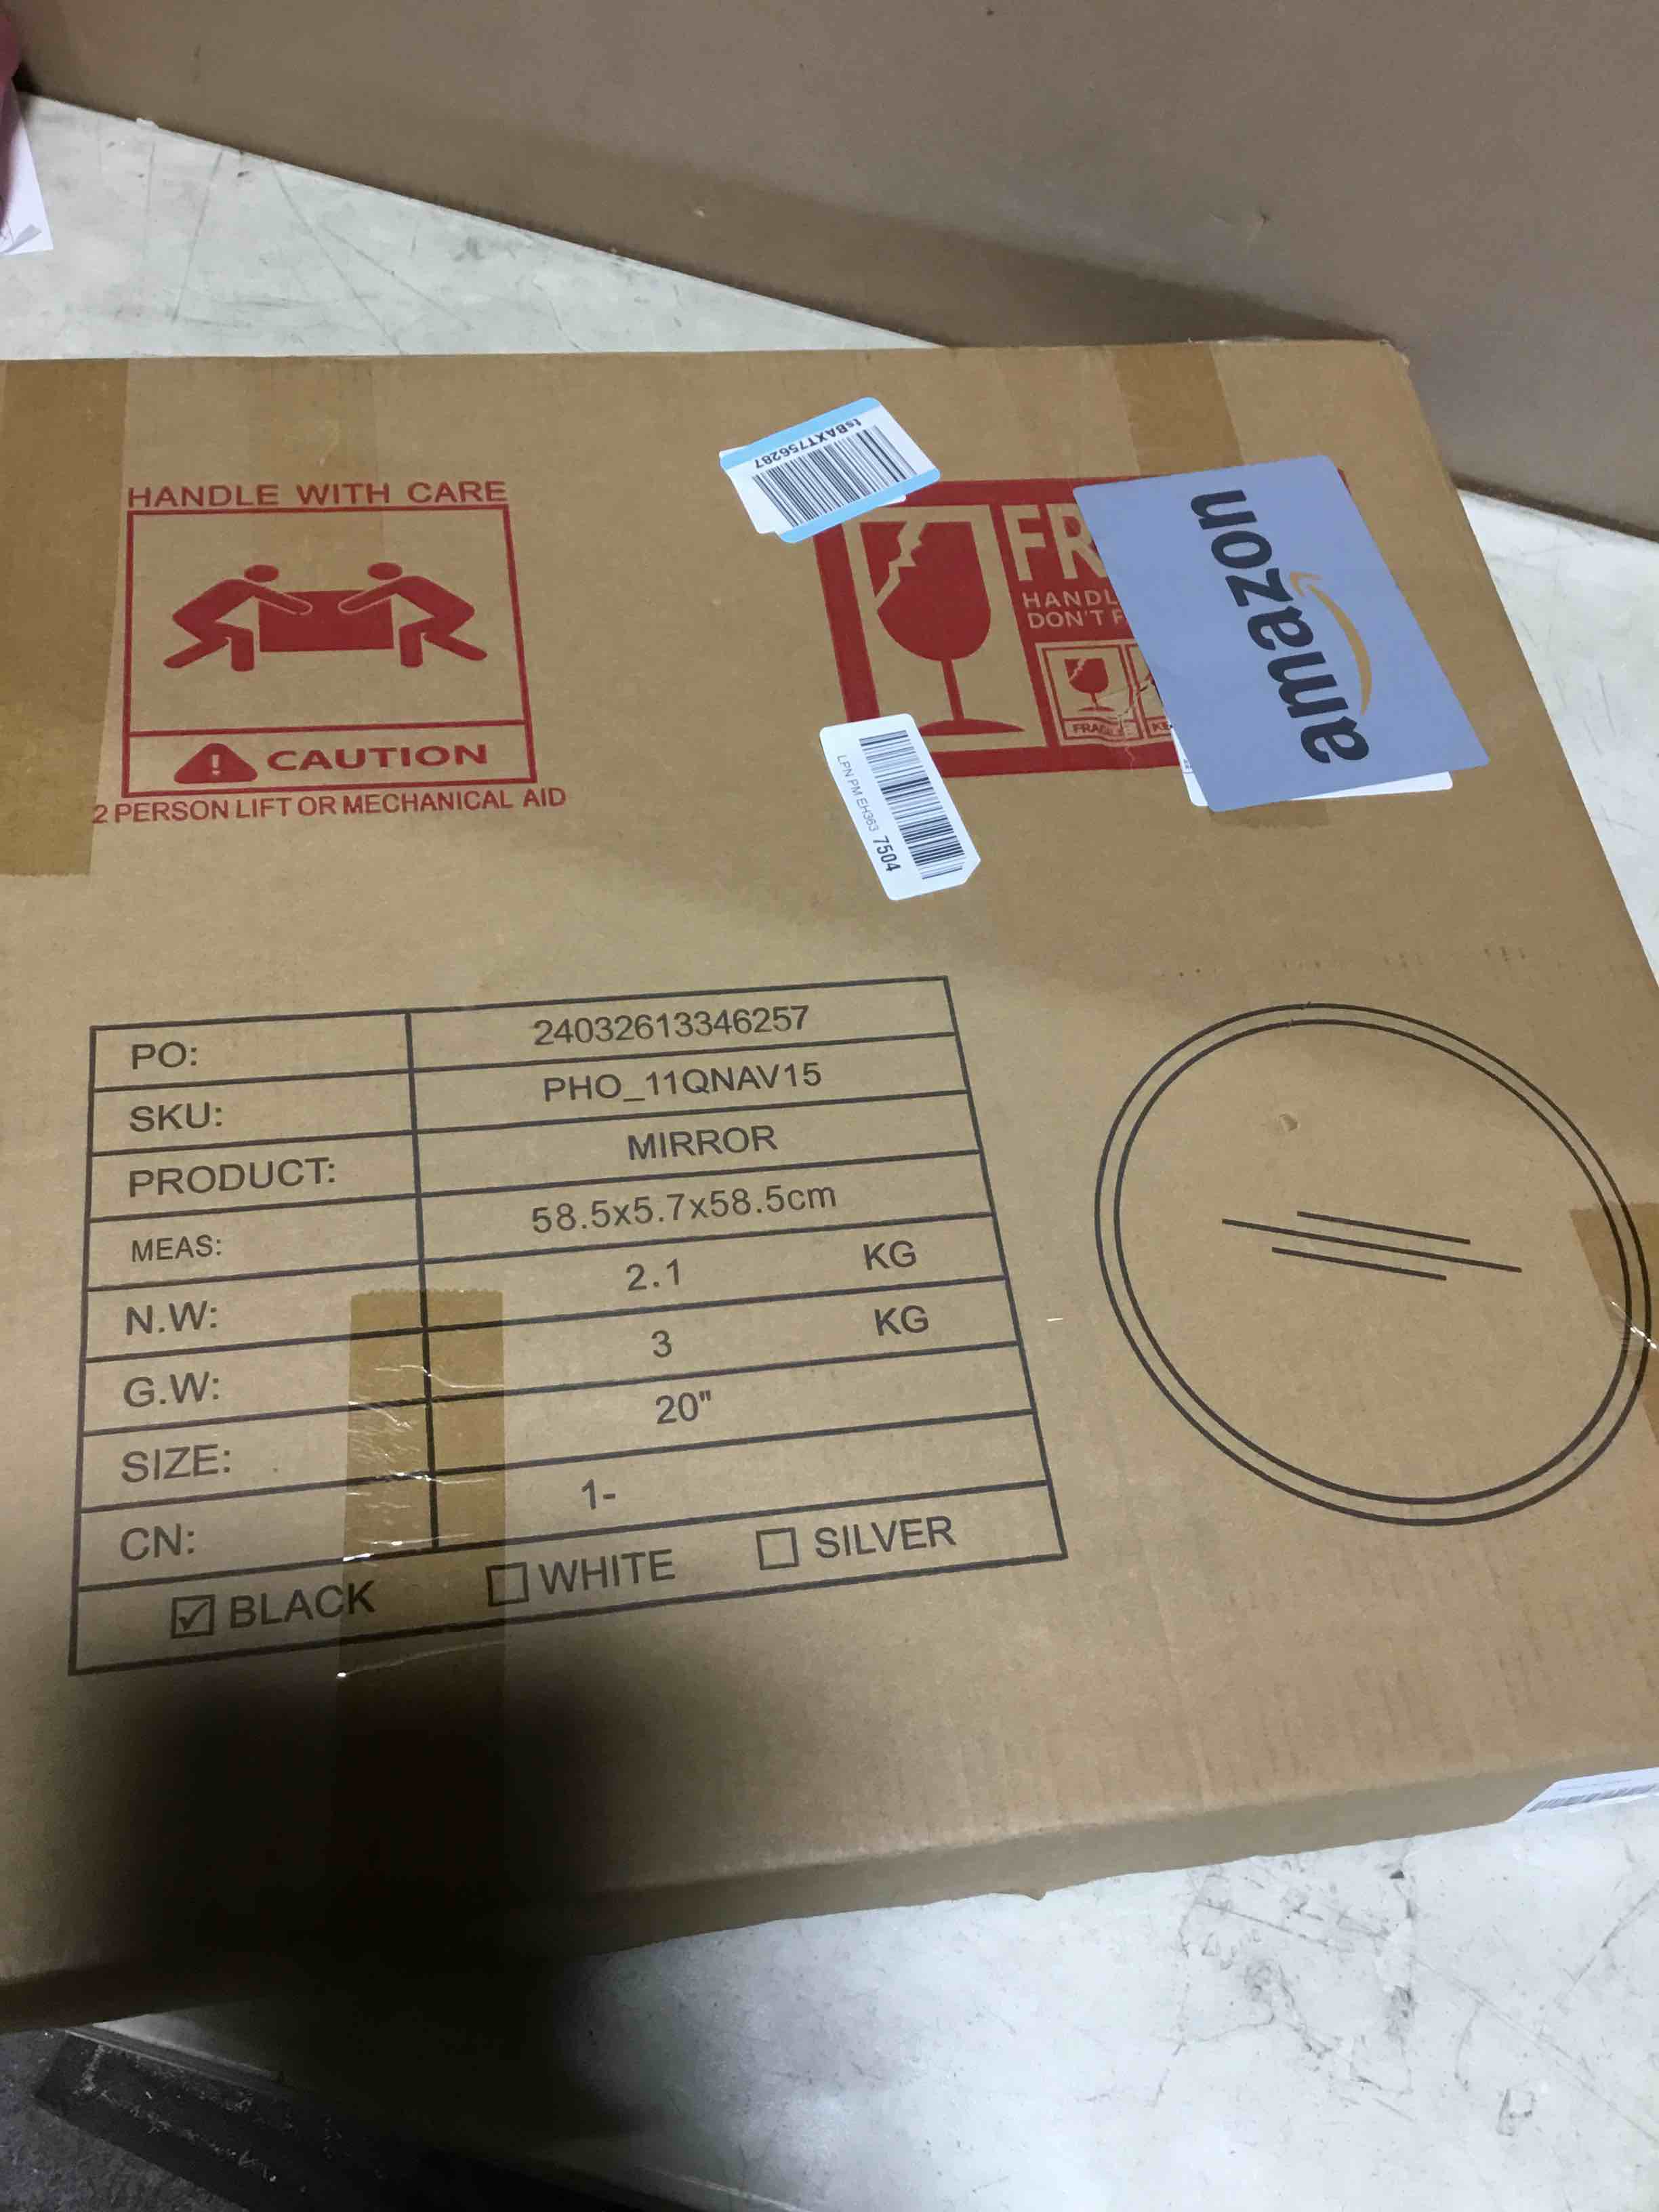 HANDLE WITH CARE
CAUTION
2 PERSON LIFT OR MECHANICAL AID
tsBAXT756287
FR
HANDL
DON'T
FRAGILE
KE
amazon
LPN PM EH363 7504
PO: 24032613346257
SKU: PHO_11QNAV15
PRODUCT: MIRROR
MEAS: 58.5x5.7x58.5cm
N.W: 2.1 KG
G.W: 3 KG
SIZE: 20"
CN: 1-
BLACK WHITE SILVER